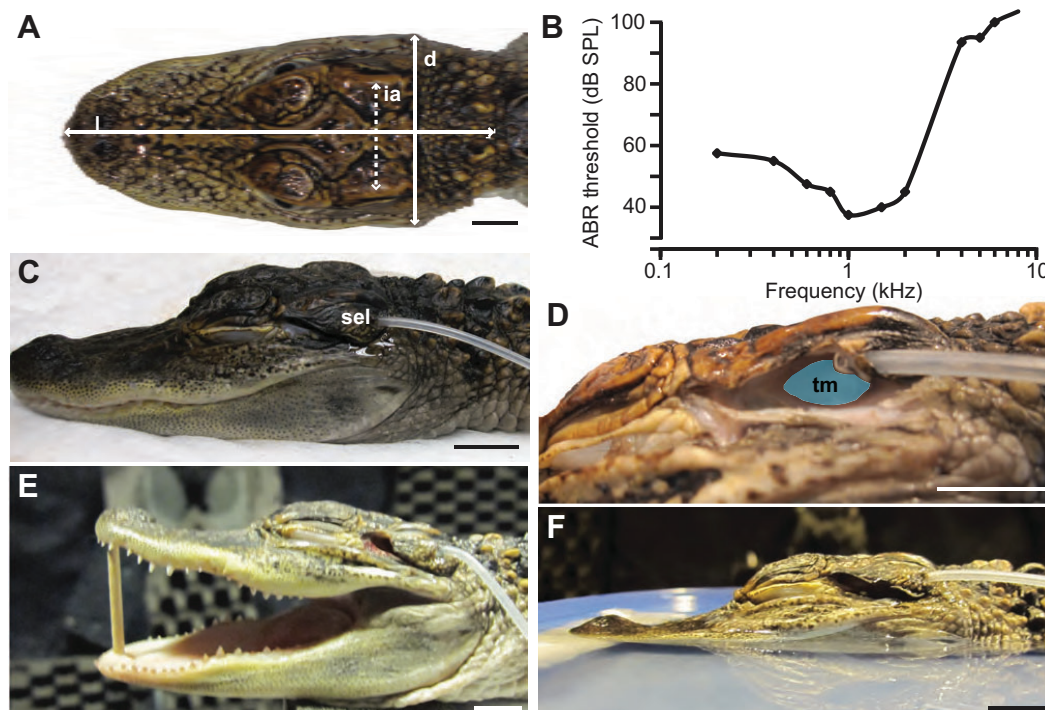 A
l
d
ia
B
ABR threshold (dB SPL)
100
80
60
40
0.1
1
10
Frequency (kHz)
C
sel
D
tm
E
F